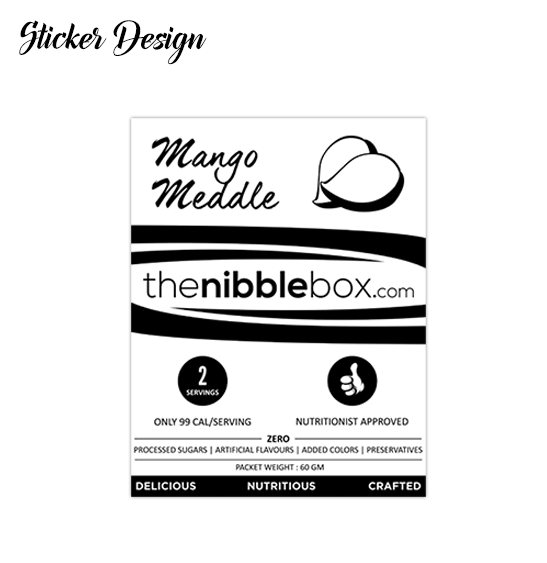 Sticker Design
Mango
Meddle
thenibblebox.com
2
SERVINGS
ONLY 99 CAL/SERVING
NUTRITIONIST APPROVED
ZERO
PROCESSED SUGARS | ARTIFICIAL FLAVOURS | ADDED COLORS | PRESERVATIVES
PACKET WEIGHT : 60 GM
DELICIOUS NUTRITIOUS CRAFTED